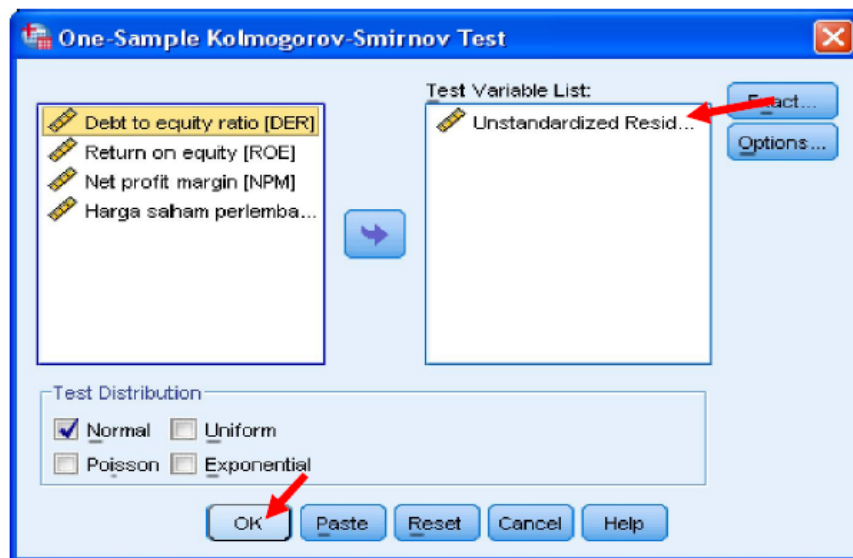 One-Sample Kolmogorov-Smirnov Test
Debt to equity ratio [DER]
Return on equity [ROE]
Net profit margin [NPM]
Harga saham perlemba...
Test Variable List:
Unstandardized Resid...
Exact...
Options...
Test Distribution
Normal Uniform
Poisson Exponential
OK Paste Reset Cancel Help